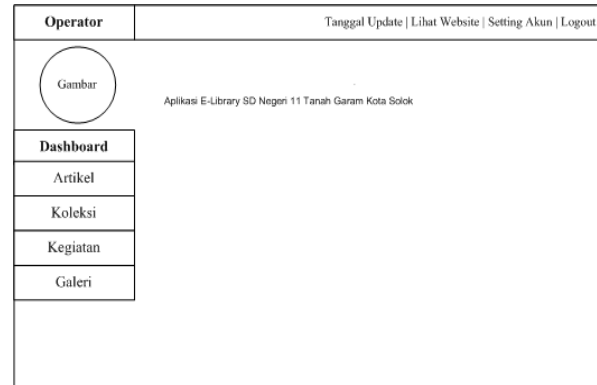 Operator
Tanggal Update | Lihat Website | Setting Akun | Logout
Gambar
Aplikasi E-Library SD Negeri 11 Tanah Garam Kota Solok
Dashboard
Artikel
Koleksi
Kegiatan
Galeri